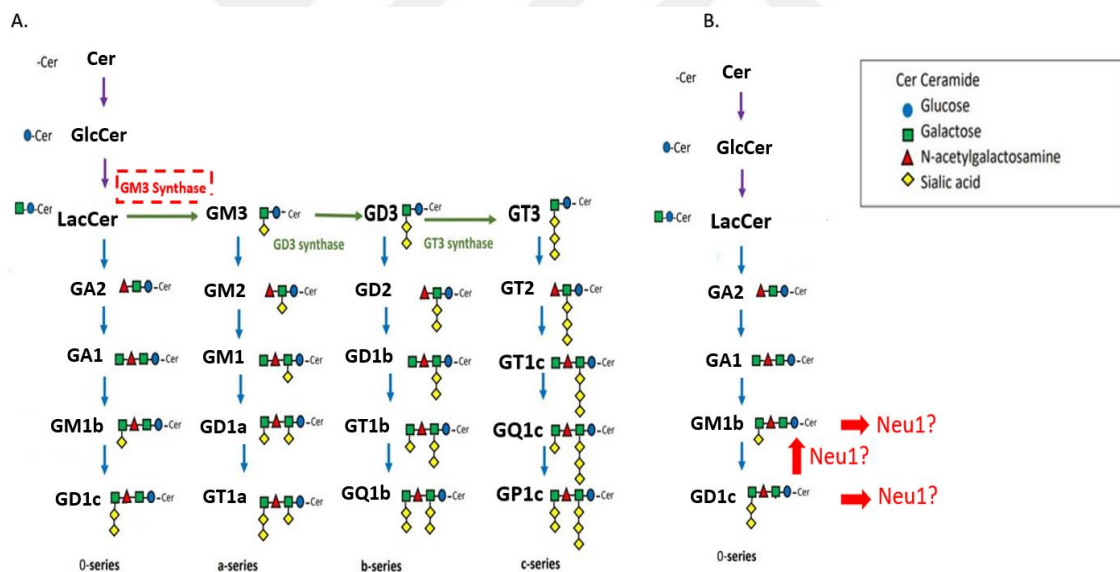 A.
-Cer Cer
-Cer GlcCer
GM3 Synthase
-Cer LacCer
GM3 -Cer
GD3 -Cer
GT3 -Cer
GD3 synthase
GT3 synthase
GA2 -Cer
GM2 -Cer
GD2 -Cer
GT2 -Cer
GA1 -Cer
GM1 -Cer
GD1b -Cer
GT1c -Cer
GM1b -Cer
GD1a -Cer
GT1b -Cer
GQ1c -Cer
GD1c -Cer
GT1a -Cer
GQ1b -Cer
GP1c -Cer
0-series
a-series
b-series
c-series
B.
-Cer Cer
-Cer GlcCer
-Cer LacCer
GA2 -Cer
GA1 -Cer
GM1b -Cer Neu1?
Neu1?
GD1c -Cer Neu1?
0-series
Cer Ceramide
Glucose
Galactose
N-acetylgalactosamine
Sialic acid